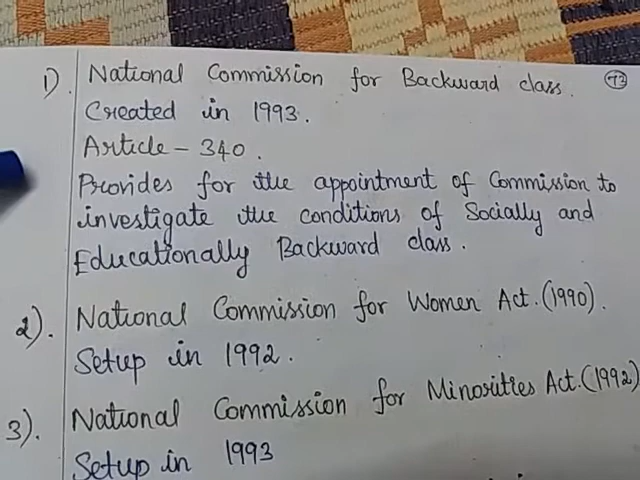 1). National Commission for Backward class. 73
Created in 1993.
Article - 340.
Provides for the appointment of Commission to
investigate the conditions of Socially and
Educationally Backward class.
2). National Commission for Women Act. (1990).
Setup in 1992.
3). National Commission for Minorities Act. (1992)
Setup in 1993